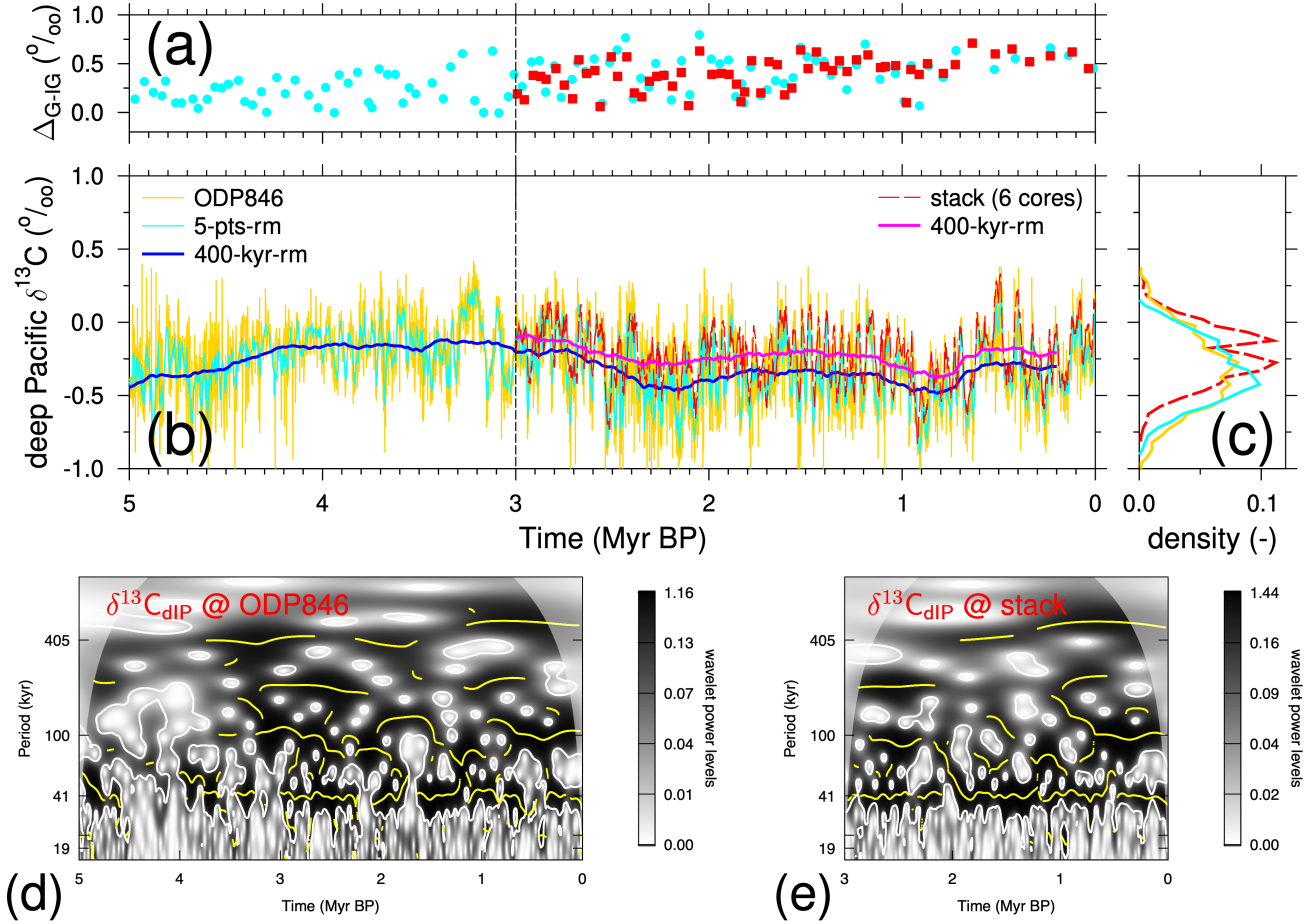 (a)
Δ_G-IG (⁰/₀₀)
1.0
0.5
0.0
(b)
deep Pacific δ¹³C (⁰/₀₀)
1.0
0.5
0.0
-0.5
-1.0
ODP846
5-pts-rm
400-kyr-rm
stack (6 cores)
400-kyr-rm
5 4 3 2 1 0
Time (Myr BP)
(c)
0.0 0.1
density (-)
δ¹³C_dIP @ ODP846
Period (kyr)
405
100
41
19
5 4 3 2 1 0
Time (Myr BP)
(d)
1.16
0.13
0.07
0.04
0.01
0.00
wavelet power levels
δ¹³C_dIP @ stack
Period (kyr)
405
100
41
19
3 2 1 0
Time (Myr BP)
(e)
1.44
0.16
0.09
0.04
0.02
0.00
wavelet power levels